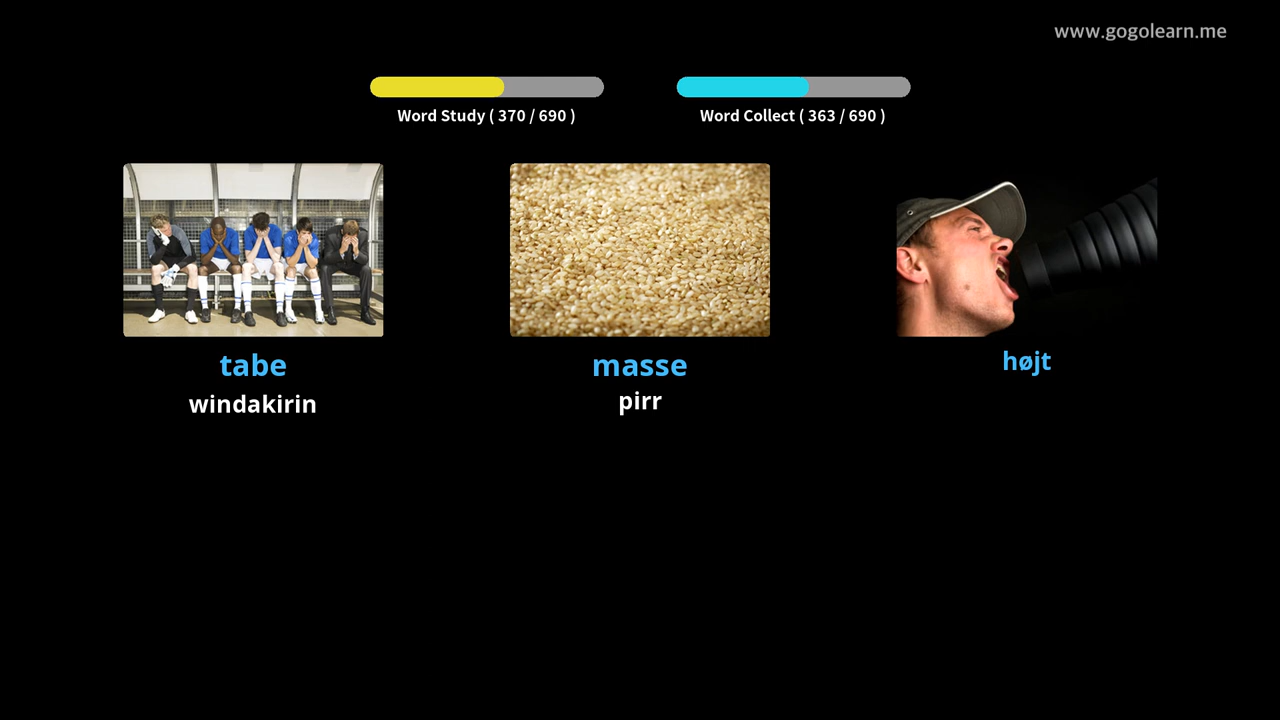 www.gogolearn.me
Word Study ( 370 / 690 )
Word Collect ( 363 / 690 )
tabe
windakirin
masse
pirr
højt